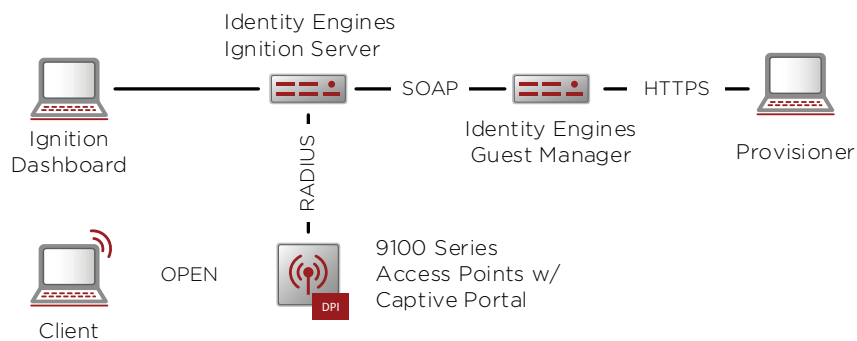 Identity Engines
Ignition Server
SOAP
HTTPS
Ignition
Dashboard
Identity Engines
Guest Manager
Provisioner
RADIUS
OPEN
9100 Series
Access Points w/
Captive Portal
DPI
Client